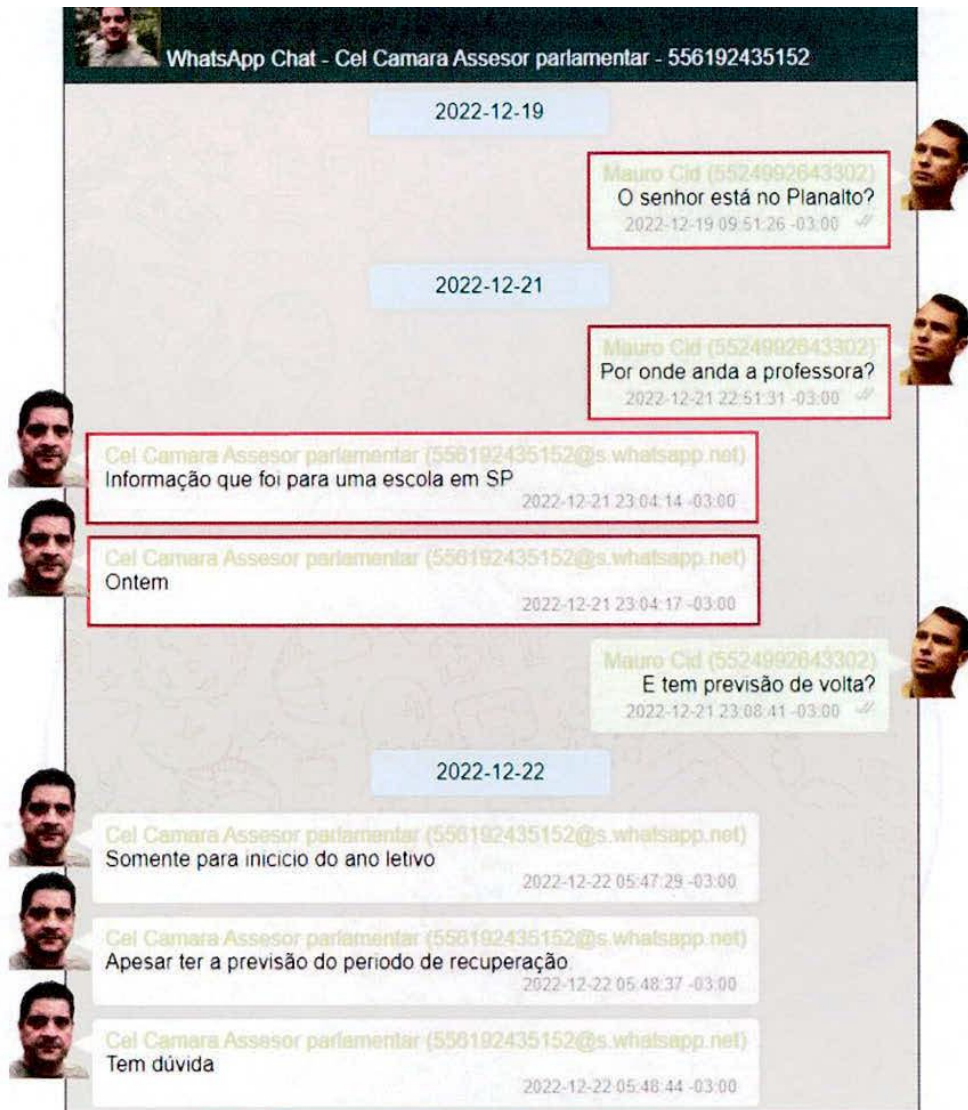 WhatsApp Chat - Cel Camara Assesor parlamentar - 556192435152
2022-12-19
Mauro Cid (5524992643302)
O senhor está no Planalto?
2022-12-19 09:51:26 -03:00
2022-12-21
Mauro Cid (5524992643302)
Por onde anda a professora?
2022-12-21 22:51:31 -03:00
Cel Camara Assesor parlamentar (556192435152@s.whatsapp.net)
Informação que foi para uma escola em SP
2022-12-21 23:04:14 -03:00
Cel Camara Assesor parlamentar (556192435152@s.whatsapp.net)
Ontem
2022-12-21 23:04:17 -03:00
Mauro Cid (5524992643302)
E tem previsão de volta?
2022-12-21 23:08:41 -03:00
2022-12-22
Cel Camara Assesor parlamentar (556192435152@s.whatsapp.net)
Somente para inicicio do ano letivo
2022-12-22 05:47:29 -03:00
Cel Camara Assesor parlamentar (556192435152@s.whatsapp.net)
Apesar ter a previsão do periodo de recuperação
2022-12-22 05:48:37 -03:00
Cel Camara Assesor parlamentar (556192435152@s.whatsapp.net)
Tem dúvida
2022-12-22 05:48:44 -03:00